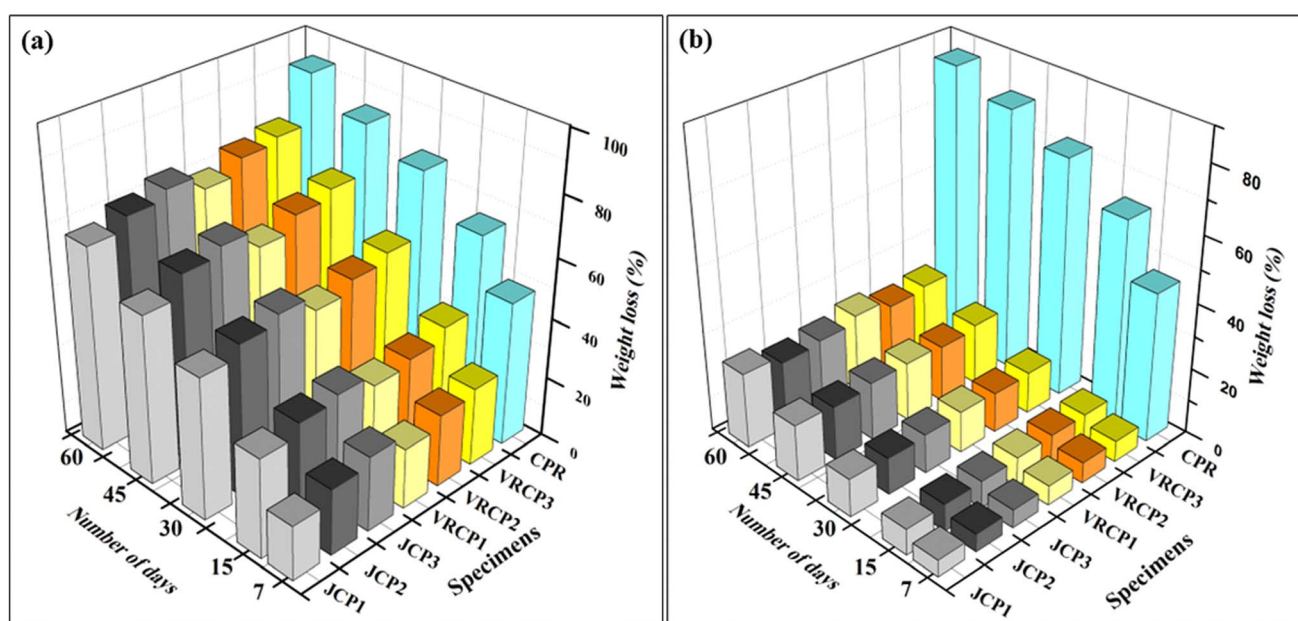 (a)
100
80
60
40
20
0
Weight loss (%)
60
45
30
15
7
Number of days
JCP1
JCP2
JCP3
VRCP1
VRCP2
VRCP3
CPR
Specimens
(b)
80
60
40
20
0
Weight loss (%)
60
45
30
15
7
Number of days
JCP1
JCP2
JCP3
VRCP1
VRCP2
VRCP3
CPR
Specimens